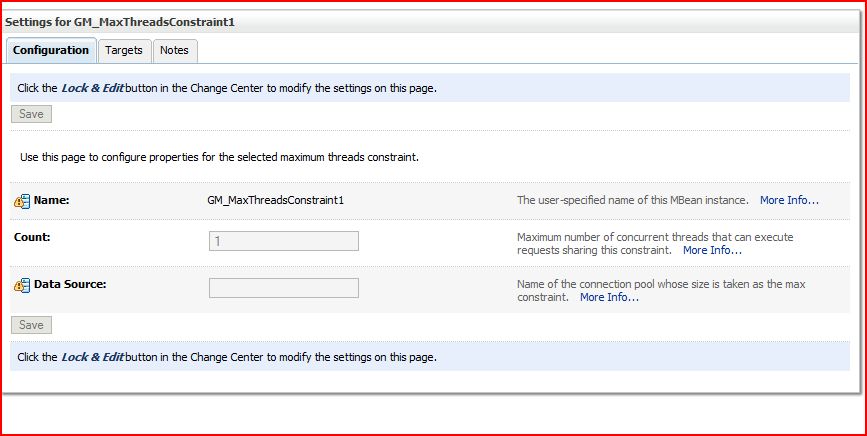 Settings for GM_MaxThreadsConstraint1
Configuration Targets Notes
Click the Lock & Edit button in the Change Center to modify the settings on this page.
Save
Use this page to configure properties for the selected maximum threads constraint.
Name: GM_MaxThreadsConstraint1 The user-specified name of this MBean instance. More Info...
Count: 1 Maximum number of concurrent threads that can execute
requests sharing this constraint. More Info...
Data Source: Name of the connection pool whose size is taken as the max
constraint. More Info...
Save
Click the Lock & Edit button in the Change Center to modify the settings on this page.